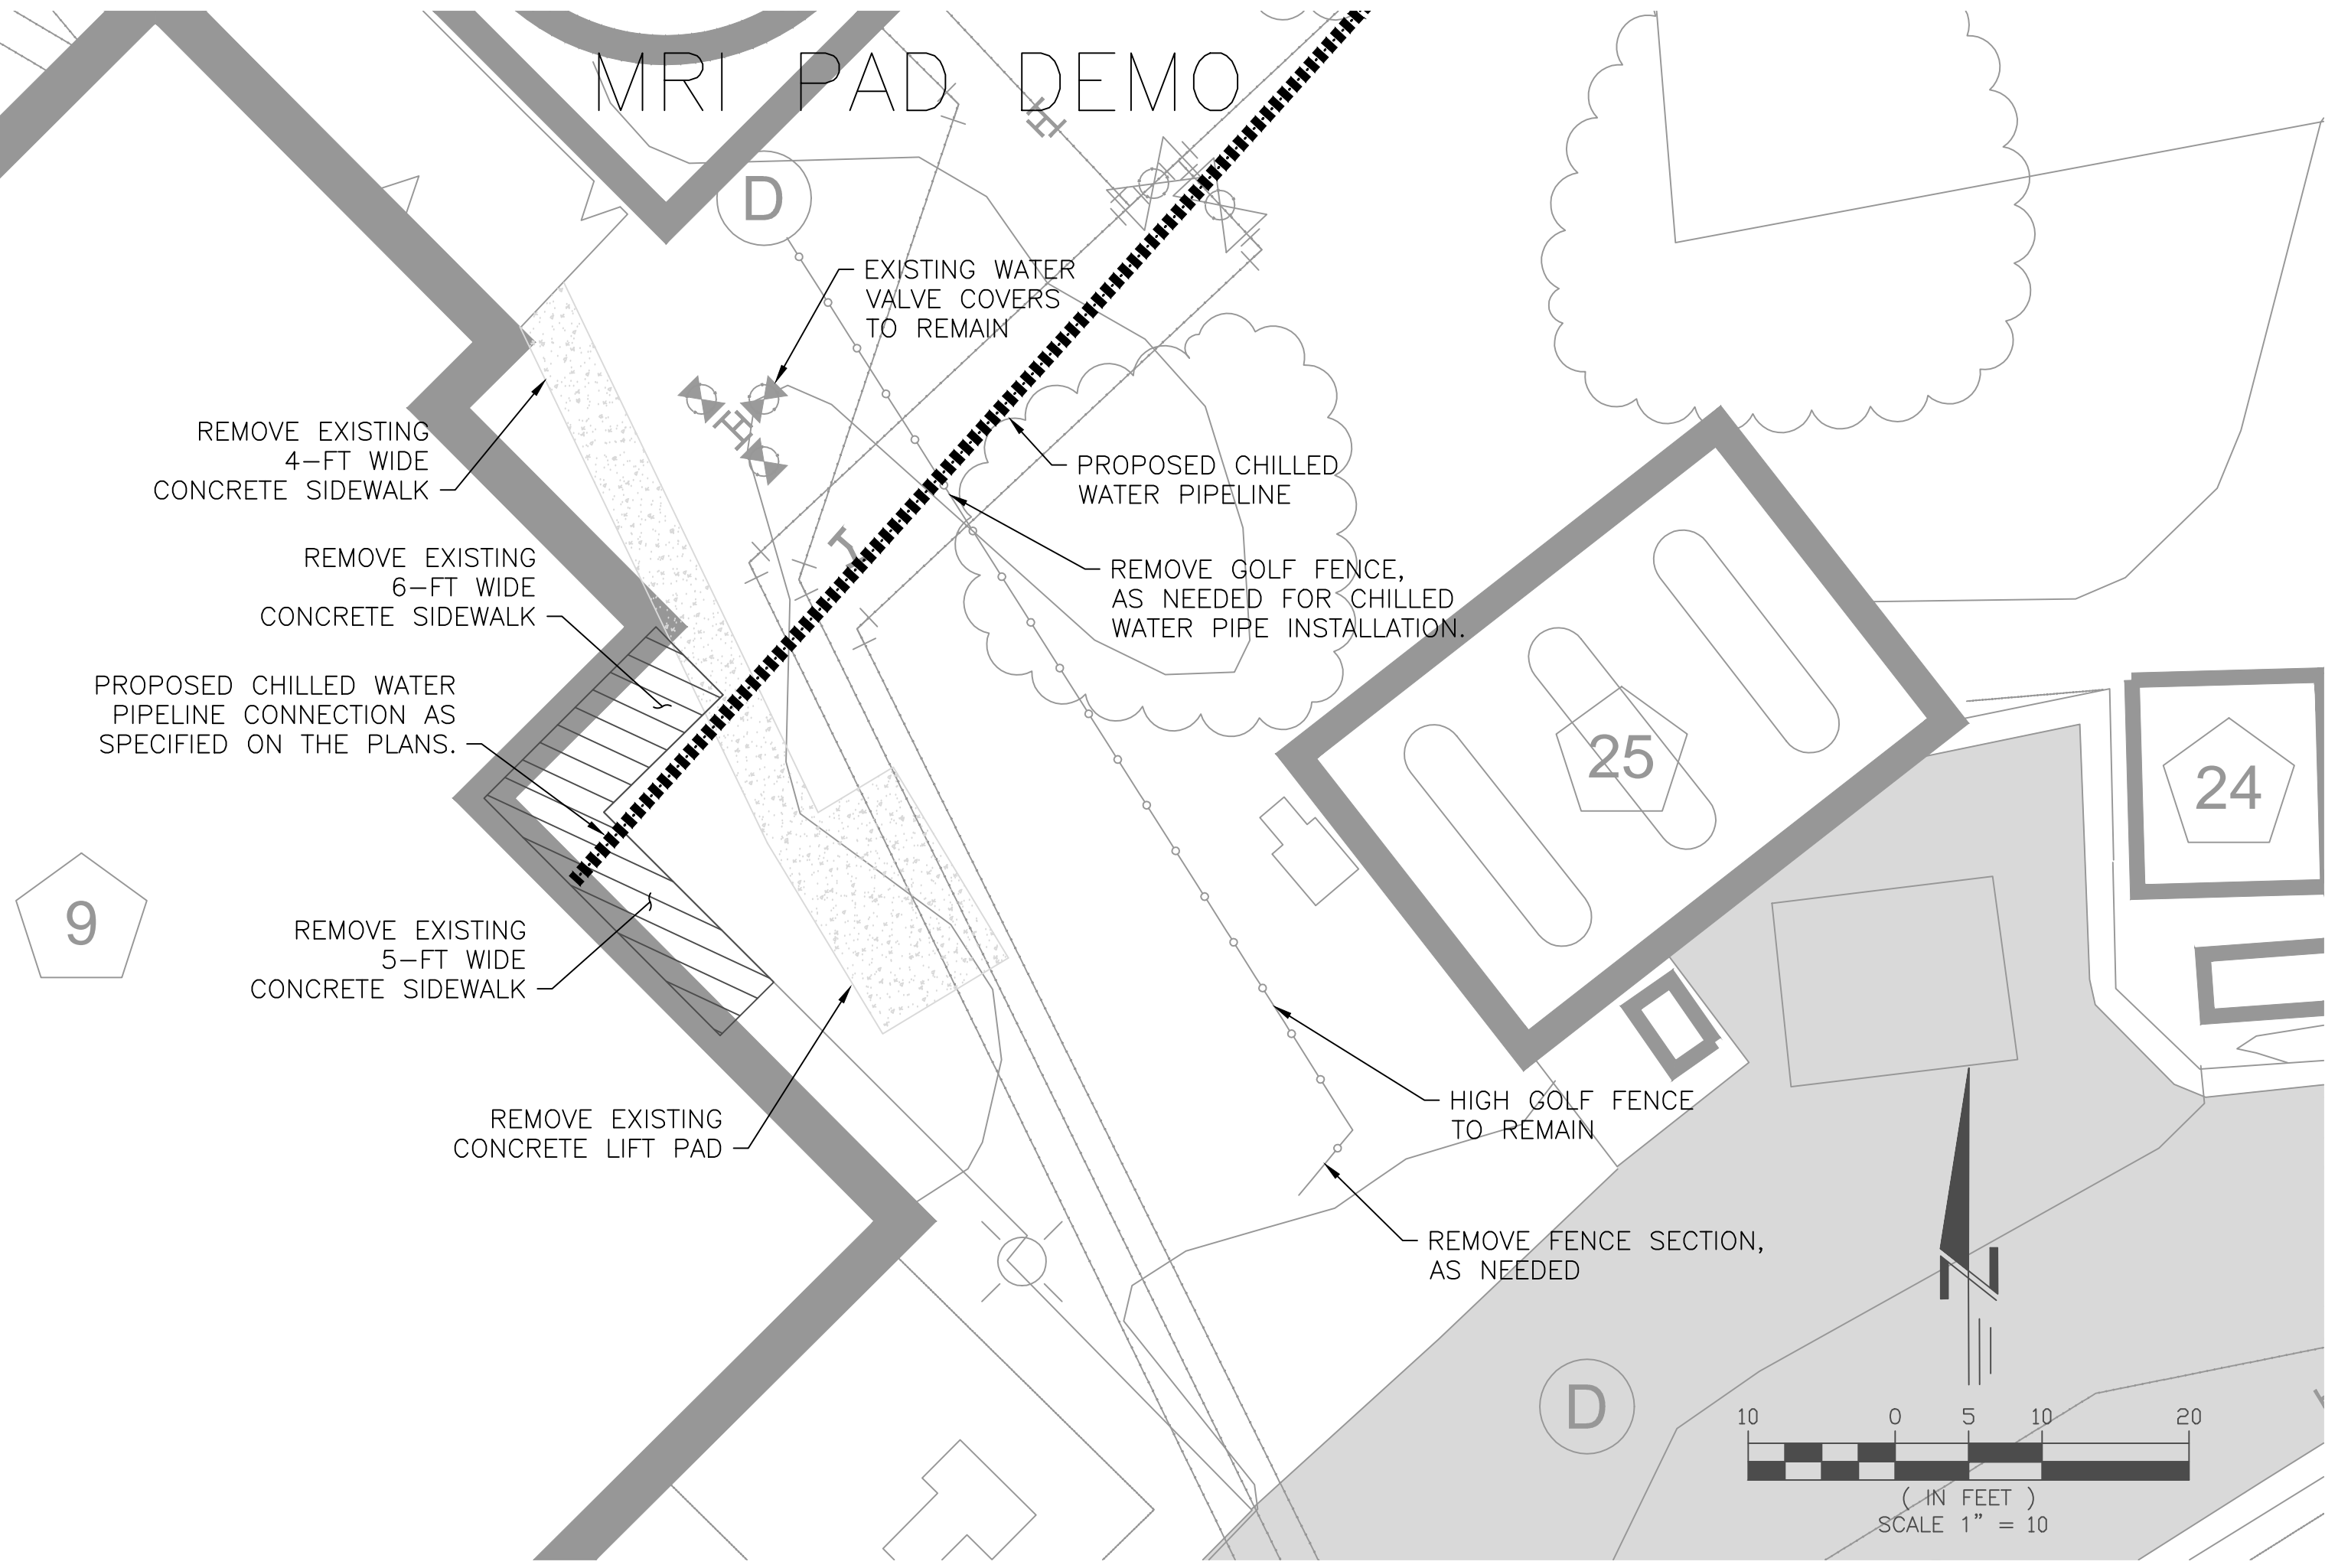 MRI PAD DEMO
D
H
EXISTING WATER
VALVE COVERS
TO REMAIN
H
REMOVE EXISTING
4-FT WIDE
CONCRETE SIDEWALK
PROPOSED CHILLED
WATER PIPELINE
REMOVE EXISTING
6-FT WIDE
CONCRETE SIDEWALK
REMOVE GOLF FENCE,
AS NEEDED FOR CHILLED
WATER PIPE INSTALLATION.
PROPOSED CHILLED WATER
PIPELINE CONNECTION AS
SPECIFIED ON THE PLANS.
25
24
9
REMOVE EXISTING
5-FT WIDE
CONCRETE SIDEWALK
REMOVE EXISTING
CONCRETE LIFT PAD
HIGH GOLF FENCE
TO REMAIN
REMOVE FENCE SECTION,
AS NEEDED
N
D
10 0 5 10 20
( IN FEET )
SCALE 1" = 10